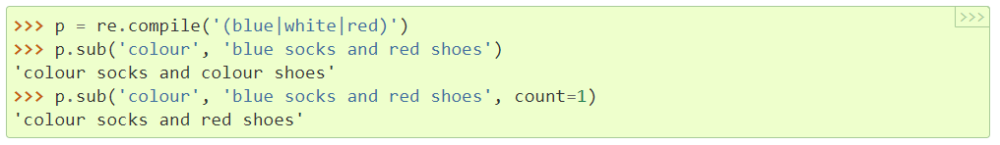 >>> p = re.compile('(blue|white|red)')
>>> p.sub('colour', 'blue socks and red shoes')
'colour socks and colour shoes'
>>> p.sub('colour', 'blue socks and red shoes', count=1)
'colour socks and red shoes'
>>>